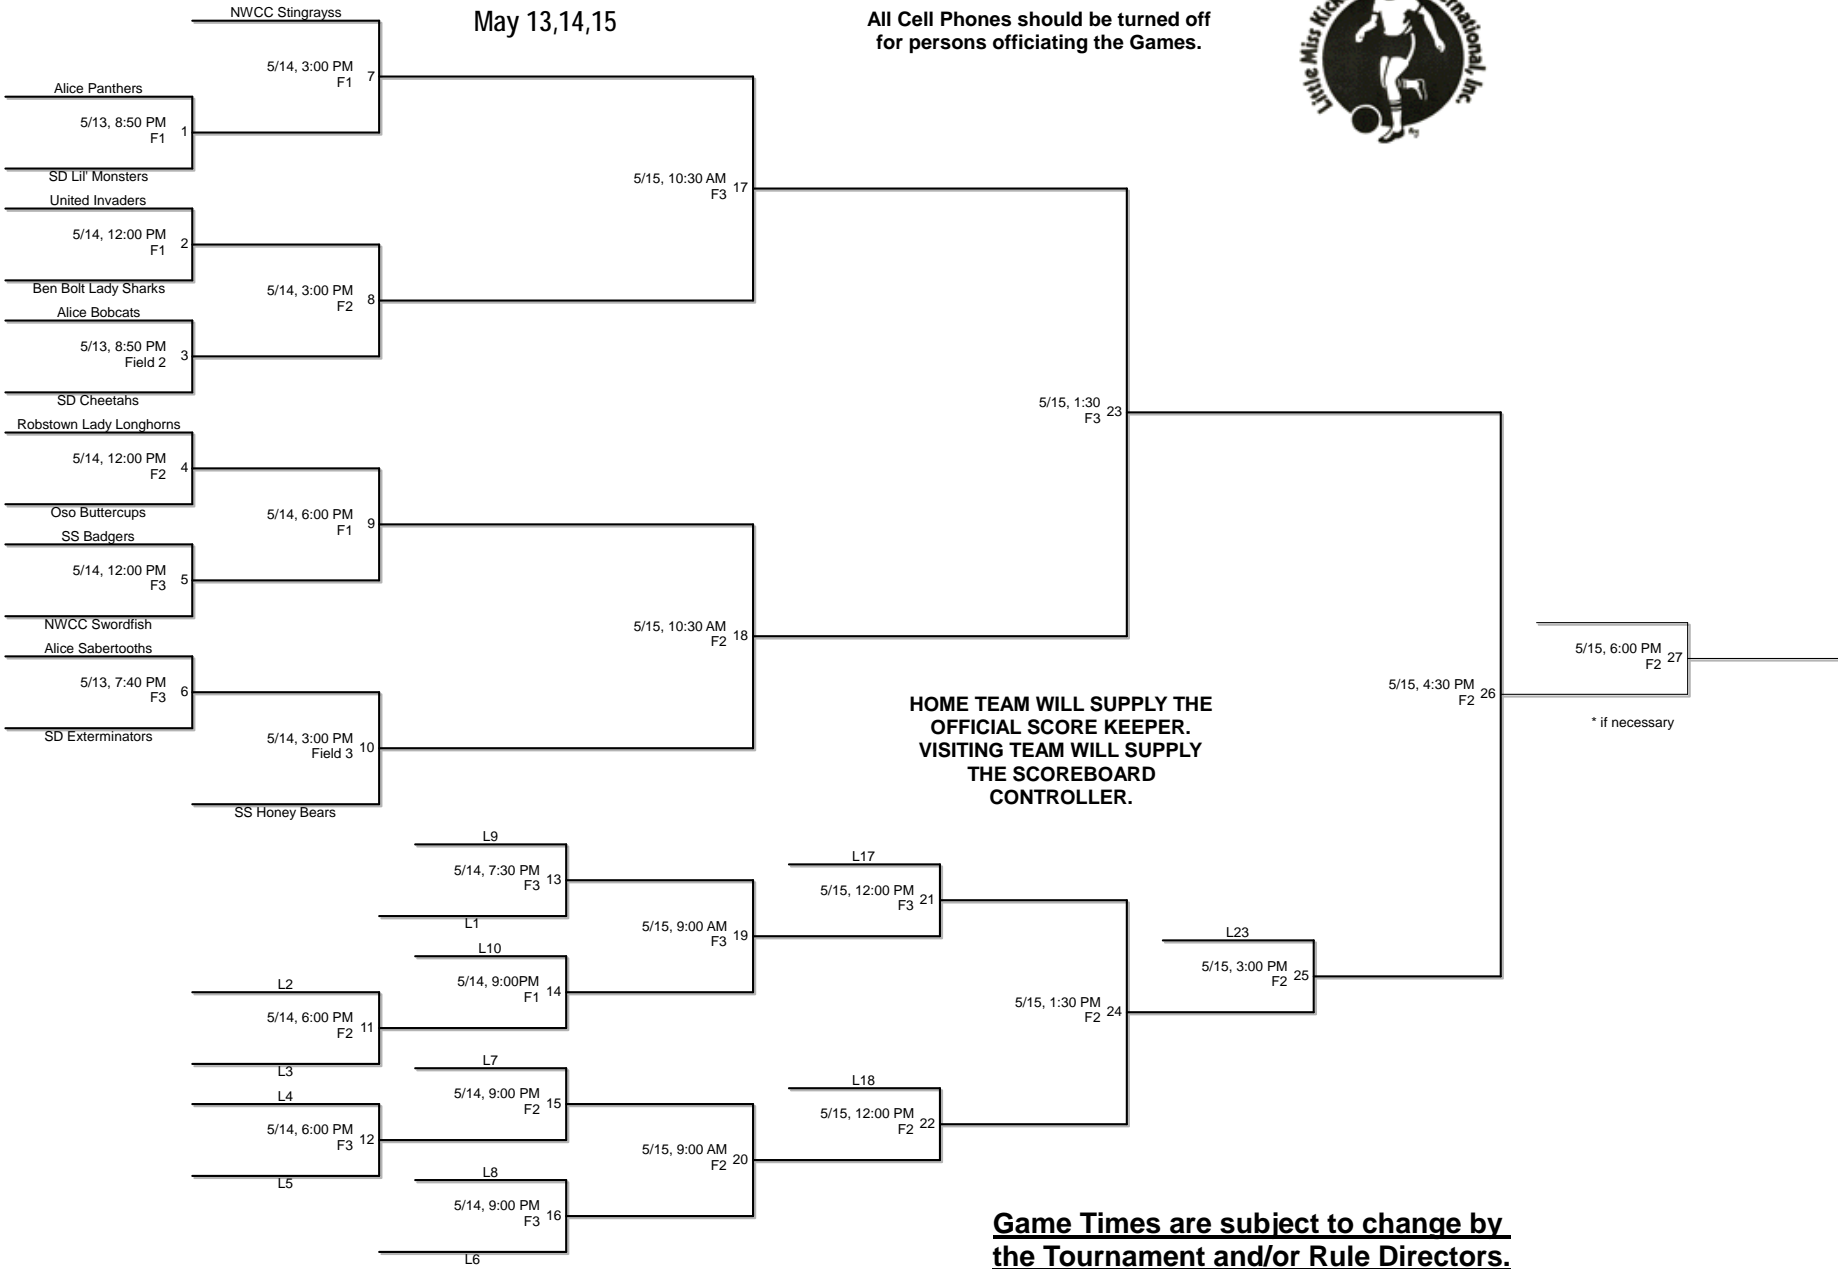 NWCC Stingrayss
May 13,14,15
All Cell Phones should be turned off
for persons officiating the Games.
Little Miss Kick
ernational, Inc.
5/14, 3:00 PM
F1 7
Alice Panthers
5/13, 8:50 PM
F1 1
SD Lil' Monsters
United Invaders
5/14, 12:00 PM
F1 2
Ben Bolt Lady Sharks
5/14, 3:00 PM
F2 8
Alice Bobcats
5/13, 8:50 PM
Field 2 3
SD Cheetahs
5/15, 10:30 AM
F3 17
Robstown Lady Longhorns
5/14, 12:00 PM
F2 4
Oso Buttercups
5/14, 6:00 PM
F1 9
SS Badgers
5/14, 12:00 PM
F3 5
NWCC Swordfish
Alice Sabertooths
5/13, 7:40 PM
F3 6
SD Exterminators
5/14, 3:00 PM
Field 3 10
SS Honey Bears
5/15, 10:30 AM
F2 18
5/15, 1:30
F3 23
5/15, 4:30 PM
F2 26
5/15, 6:00 PM
F2 27
* if necessary
HOME TEAM WILL SUPPLY THE
OFFICIAL SCORE KEEPER.
VISITING TEAM WILL SUPPLY
THE SCOREBOARD
CONTROLLER.
L9
5/14, 7:30 PM
F3 13
L1
L10
5/14, 9:00PM
F1 14
L2
5/14, 6:00 PM
F2 11
L3
L4
5/14, 6:00 PM
F3 12
L5
L7
5/14, 9:00 PM
F2 15
L8
5/14, 9:00 PM
F3 16
L6
5/15, 9:00 AM
F3 19
5/15, 9:00 AM
F2 20
L17
5/15, 12:00 PM
F3 21
L18
5/15, 12:00 PM
F2 22
5/15, 1:30 PM
F2 24
L23
5/15, 3:00 PM
F2 25
Game Times are subject to change by
the Tournament and/or Rule Directors.